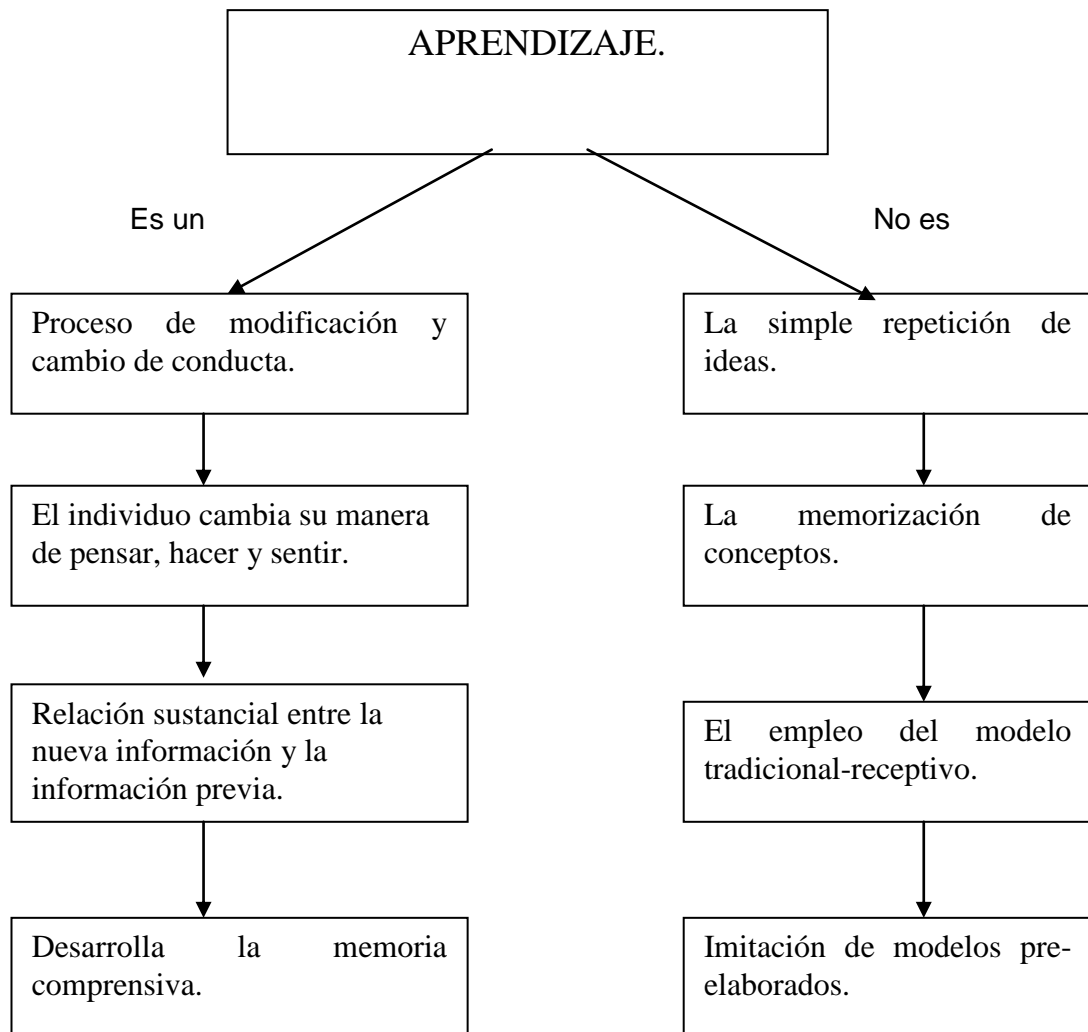 APRENDIZAJE.
Es un
No es
Proceso de modificación y
cambio de conducta.
La simple repetición de
ideas.
El individuo cambia su manera
de pensar, hacer y sentir.
La memorización de
conceptos.
Relación sustancial entre la
nueva información y la
información previa.
El empleo del modelo
tradicional-receptivo.
Desarrolla la memoria
comprensiva.
Imitación de modelos pre-
elaborados.